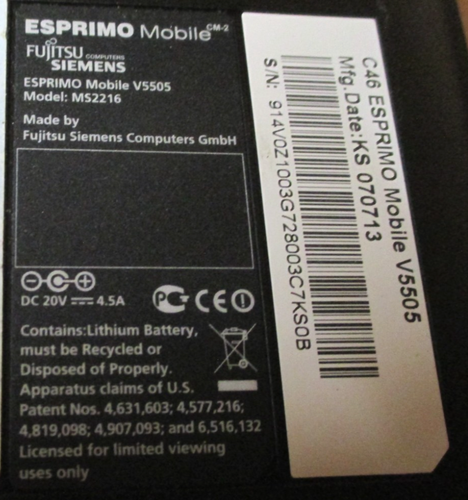 ESPRIMO Mobile CM-2
FUJITSU COMPUTERS
SIEMENS
ESPRIMO Mobile V5505
Model: MS2216
Made by
Fujitsu Siemens Computers GmbH
DC 20V ⎓ 4.5A
PG CE
Contains:Lithium Battery,
must be Recycled or
Disposed of Properly.
Apparatus claims of U.S.
Patent Nos. 4,631,603; 4,577,216;
4,819,098; 4,907,093; and 6,516,132
Licensed for limited viewing
uses only
C46 ESPRIMO Mobile V5505
Mfg.Date:KS 070713
S/N: 914V0Z1003G728003C7KS0B